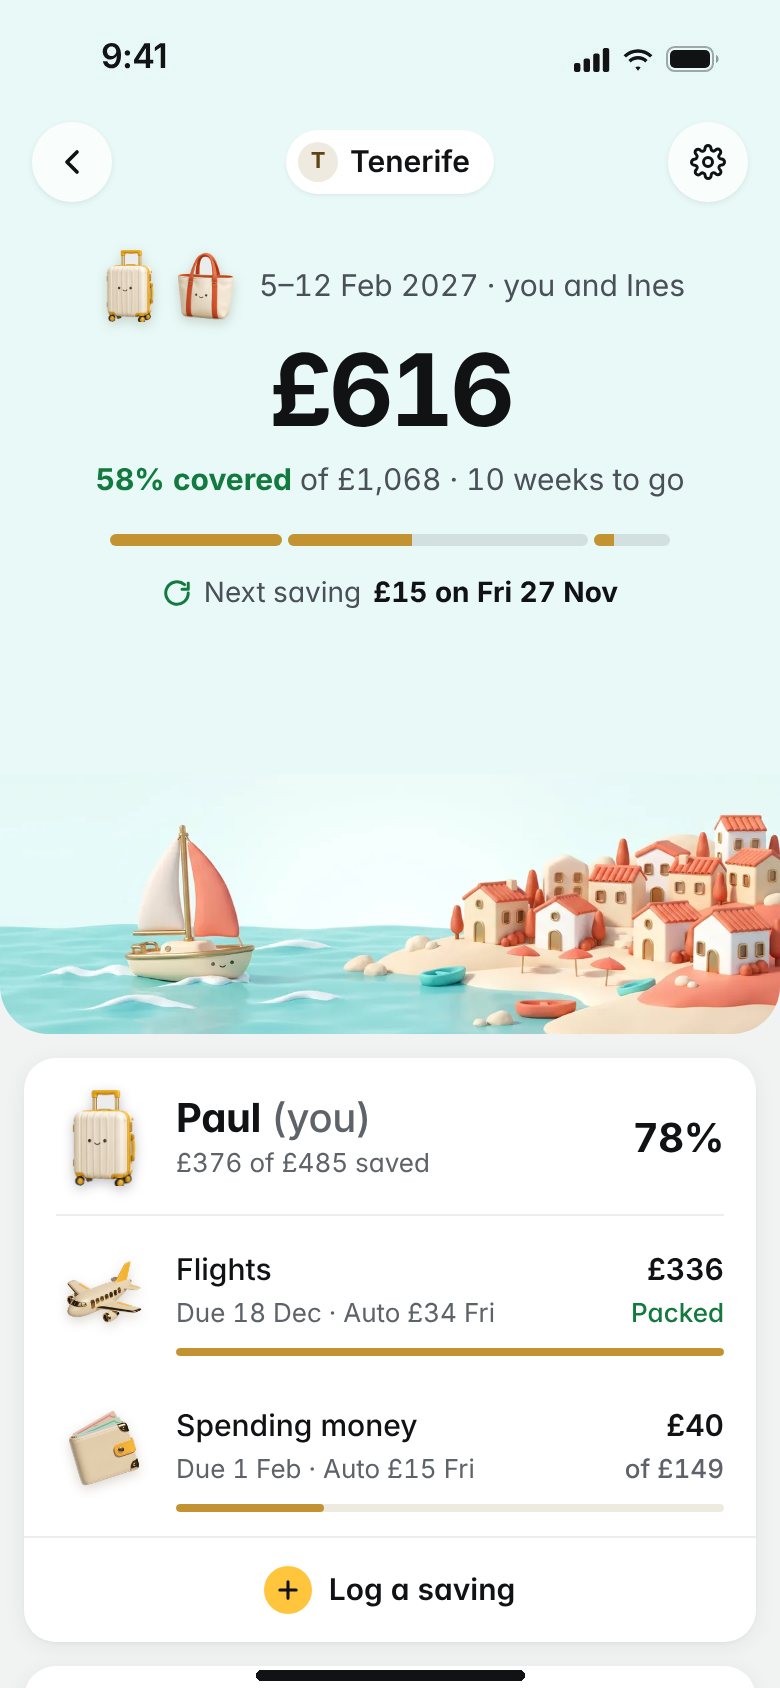 9:41
T Tenerife
5–12 Feb 2027 · you and Ines
£616
58% covered of £1,068 · 10 weeks to go
Next saving £15 on Fri 27 Nov
Paul (you)
£376 of £485 saved
78%
Flights
£336
Due 18 Dec · Auto £34 Fri
Packed
Spending money
£40
Due 1 Feb · Auto £15 Fri
of £149
Log a saving